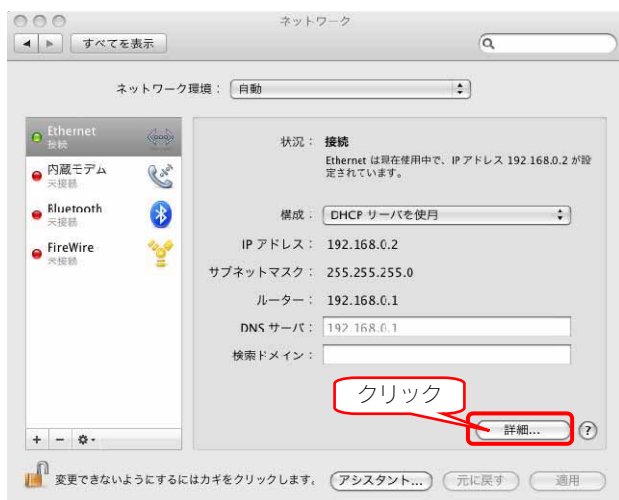 ネットワーク
すべてを表示
ネットワーク環境： 自動
Ethernet
接続
内蔵モデム
未接続
Bluetooth
未接続
FireWire
未接続
状況： 接続
Ethernet は現在使用中で、IP アドレス 192.168.0.2 が設
定されています。
構成： DHCP サーバを使用
IP アドレス： 192.168.0.2
サブネットマスク： 255.255.255.0
ルーター： 192.168.0.1
DNS サーバ： 192.168.0.1
検索ドメイン：
クリック
詳細... ?
+ −
変更できないようにするにはカギをクリックします。 アシスタント... 元に戻す 適用